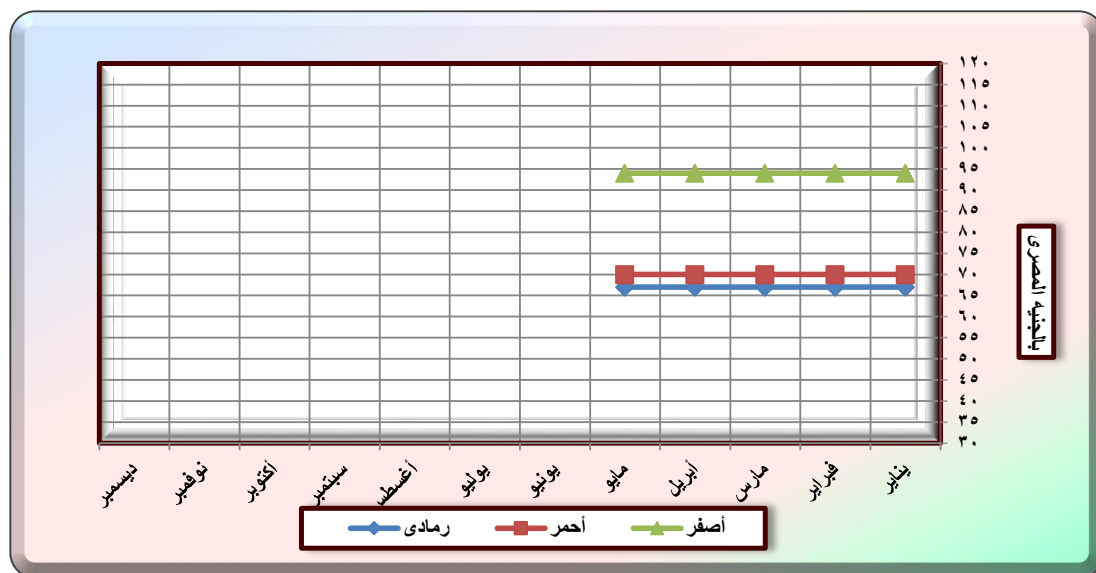 ١٢٠
١١٥
١١٠
١٠٥
١٠٠
٩٥
٩٠
٨٥
٨٠
٧٥
٧٠
٦٥
٦٠
٥٥
٥٠
٤٥
٤٠
٣٥
٣٠
بالجنيه المصرى
يناير
فبراير
مارس
أبريل
مايو
يونيو
يوليو
أغسطس
سبتمبر
أكتوبر
نوفمبر
ديسمبر
أصفر أحمر رمادى